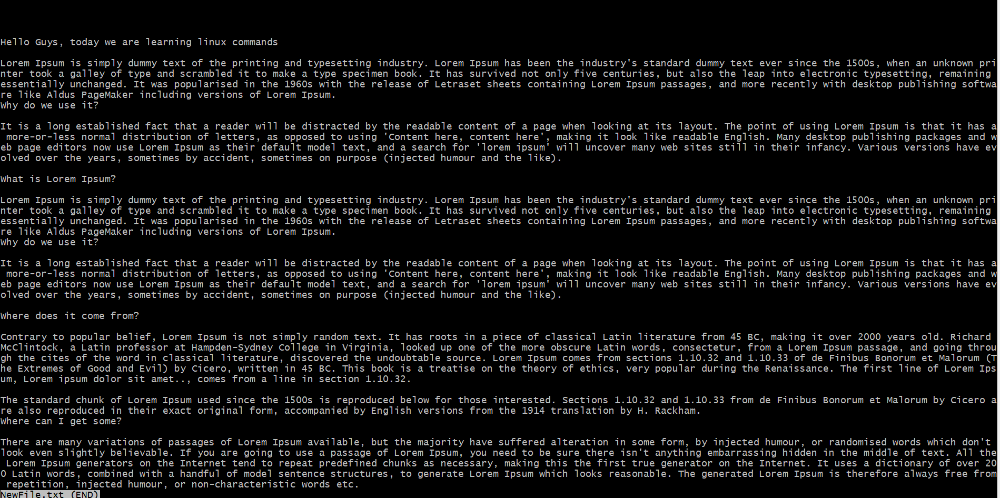 Hello Guys, today we are learning linux commands
Lorem Ipsum is simply dummy text of the printing and typesetting industry. Lorem Ipsum has been the industry's standard dummy text ever since the 1500s, when an unknown pri
nter took a galley of type and scrambled it to make a type specimen book. It has survived not only five centuries, but also the leap into electronic typesetting, remaining
essentially unchanged. It was popularised in the 1960s with the release of Letraset sheets containing Lorem Ipsum passages, and more recently with desktop publishing softwa
re like Aldus PageMaker including versions of Lorem Ipsum.
Why do we use it?
It is a long established fact that a reader will be distracted by the readable content of a page when looking at its layout. The point of using Lorem Ipsum is that it has a
more-or-less normal distribution of letters, as opposed to using 'Content here, content here', making it look like readable English. Many desktop publishing packages and w
eb page editors now use Lorem Ipsum as their default model text, and a search for 'lorem ipsum' will uncover many web sites still in their infancy. Various versions have ev
olved over the years, sometimes by accident, sometimes on purpose (injected humour and the like).
What is Lorem Ipsum?
Lorem Ipsum is simply dummy text of the printing and typesetting industry. Lorem Ipsum has been the industry's standard dummy text ever since the 1500s, when an unknown pri
nter took a galley of type and scrambled it to make a type specimen book. It has survived not only five centuries, but also the leap into electronic typesetting, remaining
essentially unchanged. It was popularised in the 1960s with the release of Letraset sheets containing Lorem Ipsum passages, and more recently with desktop publishing softwa
re like Aldus PageMaker including versions of Lorem Ipsum.
Why do we use it?
It is a long established fact that a reader will be distracted by the readable content of a page when looking at its layout. The point of using Lorem Ipsum is that it has a
more-or-less normal distribution of letters, as opposed to using 'Content here, content here', making it look like readable English. Many desktop publishing packages and w
eb page editors now use Lorem Ipsum as their default model text, and a search for 'lorem ipsum' will uncover many web sites still in their infancy. Various versions have ev
olved over the years, sometimes by accident, sometimes on purpose (injected humour and the like).
Where does it come from?
Contrary to popular belief, Lorem Ipsum is not simply random text. It has roots in a piece of classical Latin literature from 45 BC, making it over 2000 years old. Richard
McClintock, a Latin professor at Hampden-Sydney College in Virginia, looked up one of the more obscure Latin words, consectetur, from a Lorem Ipsum passage, and going throu
gh the cites of the word in classical literature, discovered the undoubtable source. Lorem Ipsum comes from sections 1.10.32 and 1.10.33 of de Finibus Bonorum et Malorum (T
he Extremes of Good and Evil) by Cicero, written in 45 BC. This book is a treatise on the theory of ethics, very popular during the Renaissance. The first line of Lorem Ips
um, Lorem ipsum dolor sit amet.., comes from a line in section 1.10.32.
The standard chunk of Lorem Ipsum used since the 1500s is reproduced below for those interested. Sections 1.10.32 and 1.10.33 from de Finibus Bonorum et Malorum by Cicero a
re also reproduced in their exact original form, accompanied by English versions from the 1914 translation by H. Rackham.
Where can I get some?
There are many variations of passages of Lorem Ipsum available, but the majority have suffered alteration in some form, by injected humour, or randomised words which don't
look even slightly believable. If you are going to use a passage of Lorem Ipsum, you need to be sure there isn't anything embarrassing hidden in the middle of text. All the
Lorem Ipsum generators on the Internet tend to repeat predefined chunks as necessary, making this the first true generator on the Internet. It uses a dictionary of over 20
0 Latin words, combined with a handful of model sentence structures, to generate Lorem Ipsum which looks reasonable. The generated Lorem Ipsum is therefore always free from
repetition, injected humour, or non-characteristic words etc.
NewFile.txt (END)